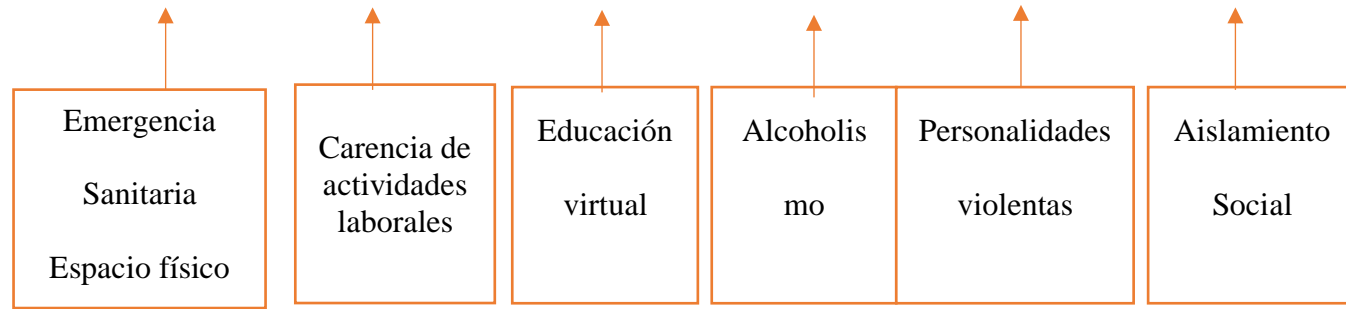 Emergencia
Sanitaria
Espacio físico
Carencia de
actividades
laborales
Educación
virtual
Alcoholis
mo
Personalidades
violentas
Aislamiento
Social